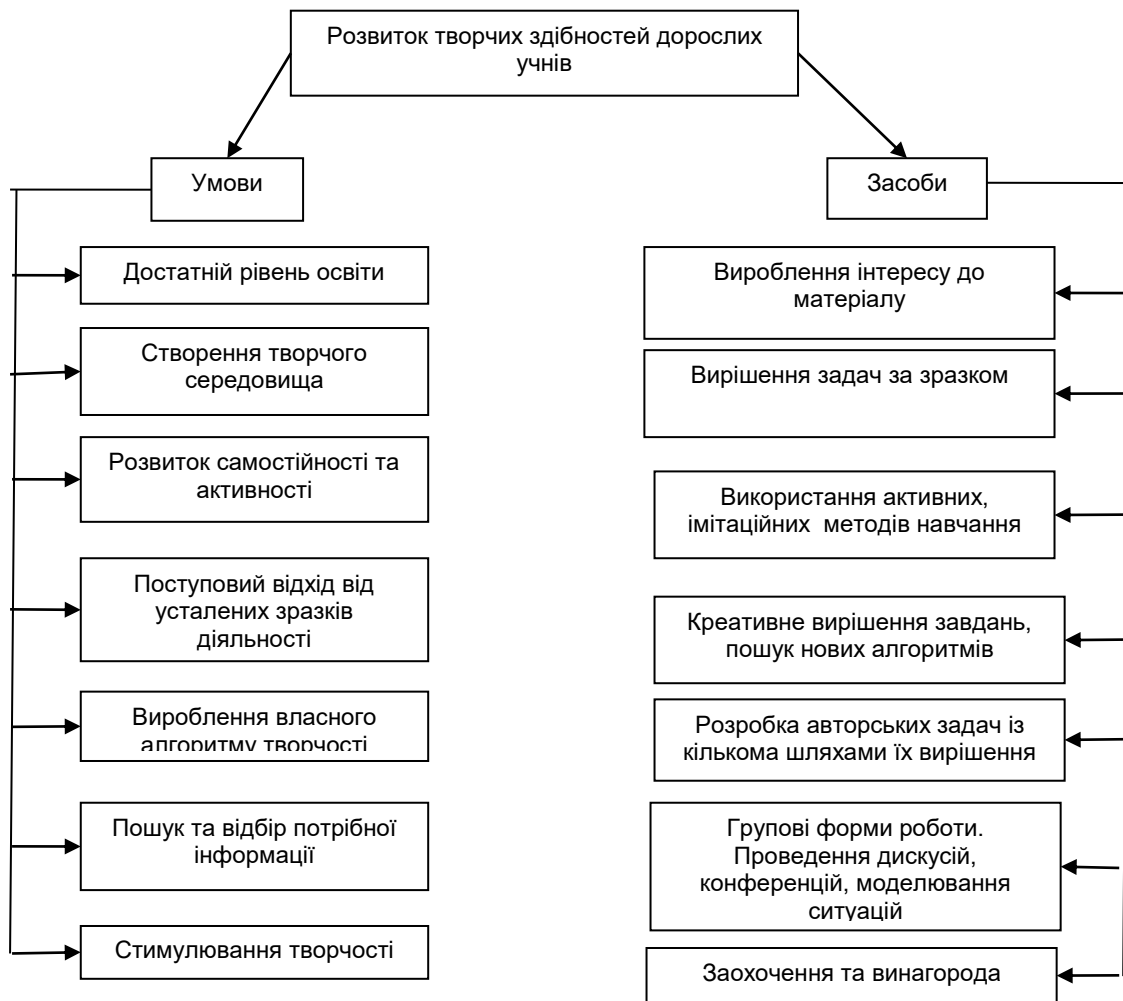 Розвиток творчих здібностей дорослих
учнів
Умови
Засоби
Достатній рівень освіти
Створення творчого
середовища
Розвиток самостійності та
активності
Поступовий відхід від
усталених зразків
діяльності
Вироблення власного
алгоритму творчості
Пошук та відбір потрібної
інформації
Стимулювання творчості
Вироблення інтересу до
матеріалу
Вирішення задач за зразком
Використання активних,
імітаційних методів навчання
Креативне вирішення завдань,
пошук нових алгоритмів
Розробка авторських задач із
кількома шляхами їх вирішення
Групові форми роботи.
Проведення дискусій,
конференцій, моделювання
ситуацій
Заохочення та винагорода